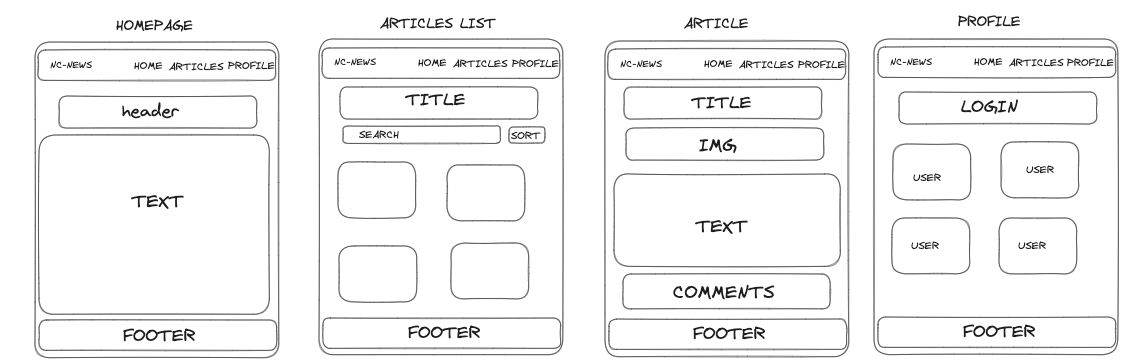 HOMEPAGE
NC-NEWS HOME ARTICLES PROFILE
header
TEXT
FOOTER
ARTICLES LIST
NC-NEWS HOME ARTICLES PROFILE
TITLE
SEARCH SORT
FOOTER
ARTICLE
NC-NEWS HOME ARTICLES PROFILE
TITLE
IMG
TEXT
COMMENTS
FOOTER
PROFILE
NC-NEWS HOME ARTICLES PROFILE
LOGIN
USER USER
USER USER
FOOTER